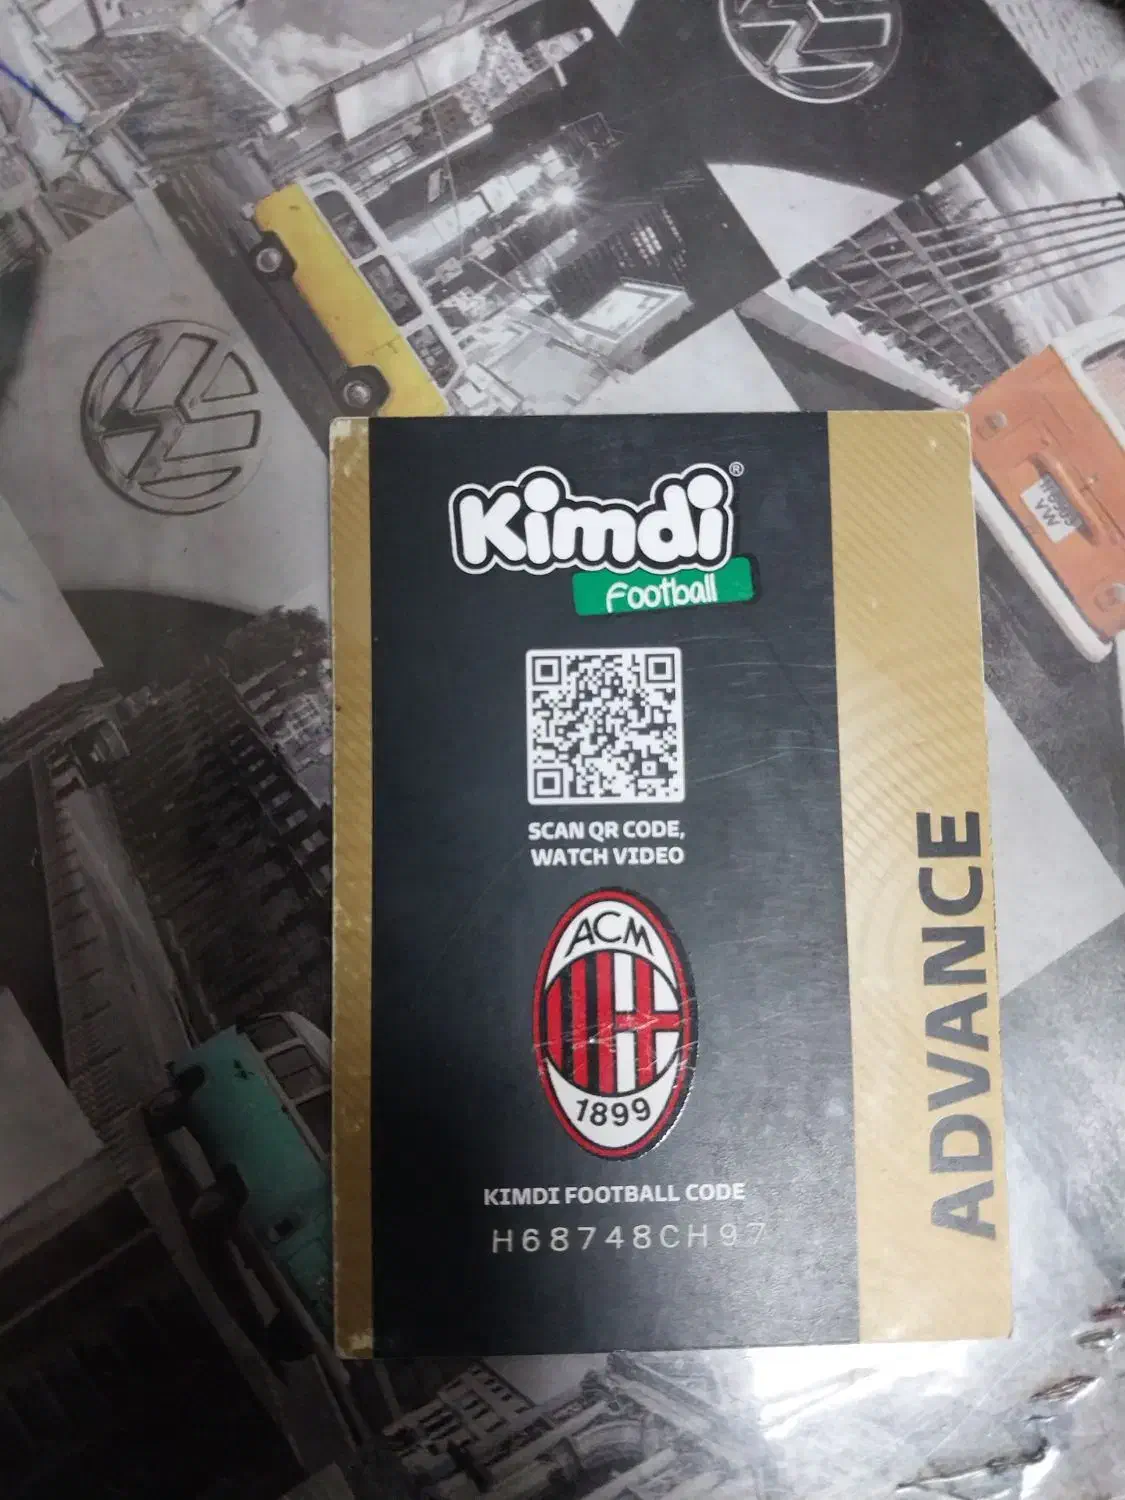 Kimdi®
Football
SCAN QR CODE,
WATCH VIDEO
ACM
1899
KIMDI FOOTBALL CODE
H68748CH97
ADVANCE